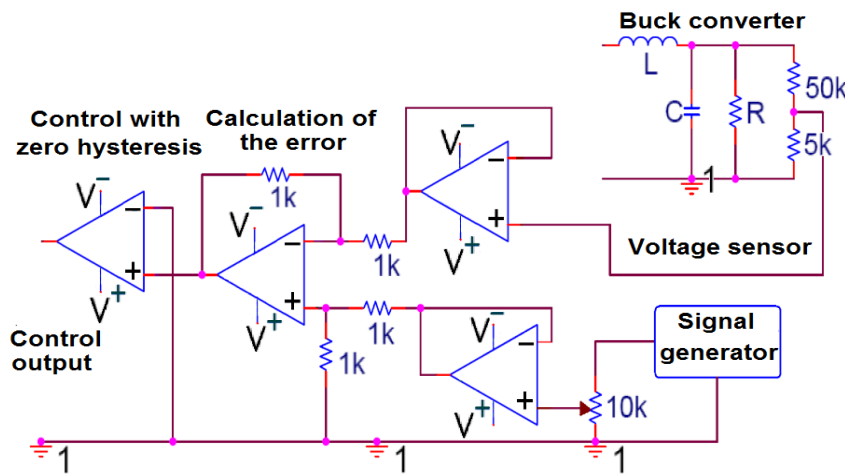 Buck converter
L
50k
C
R
5k
1
Control with
zero hysteresis
Calculation of
the error
V-
1k
V-
V-
-
+
V+
1k
-
+
V+
-
+
V+
Voltage sensor
1k
1k
V-
-
+
V+
Control
output
Signal
generator
10k
1
1
1